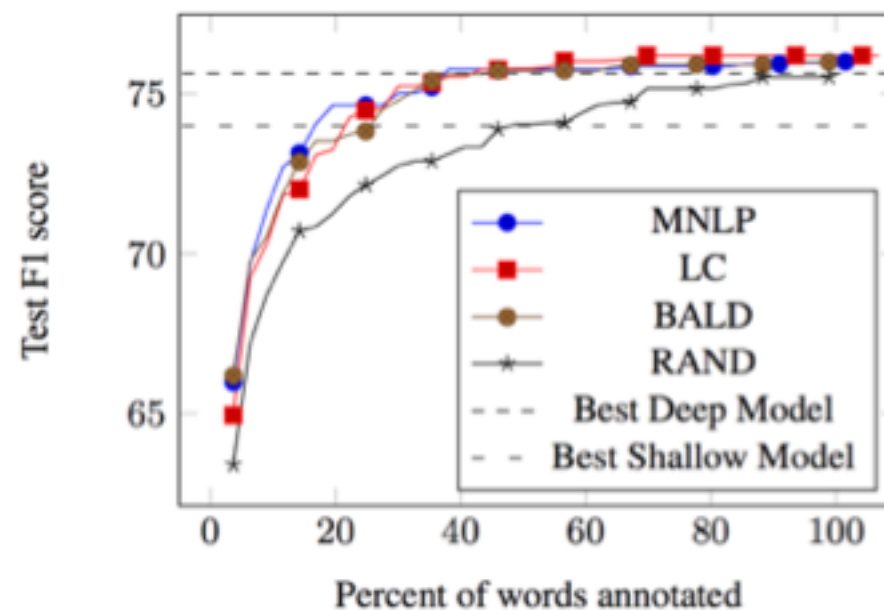 Test F1 score
75
70
65
MNLP
LC
BALD
RAND
Best Deep Model
Best Shallow Model
0 20 40 60 80 100
Percent of words annotated